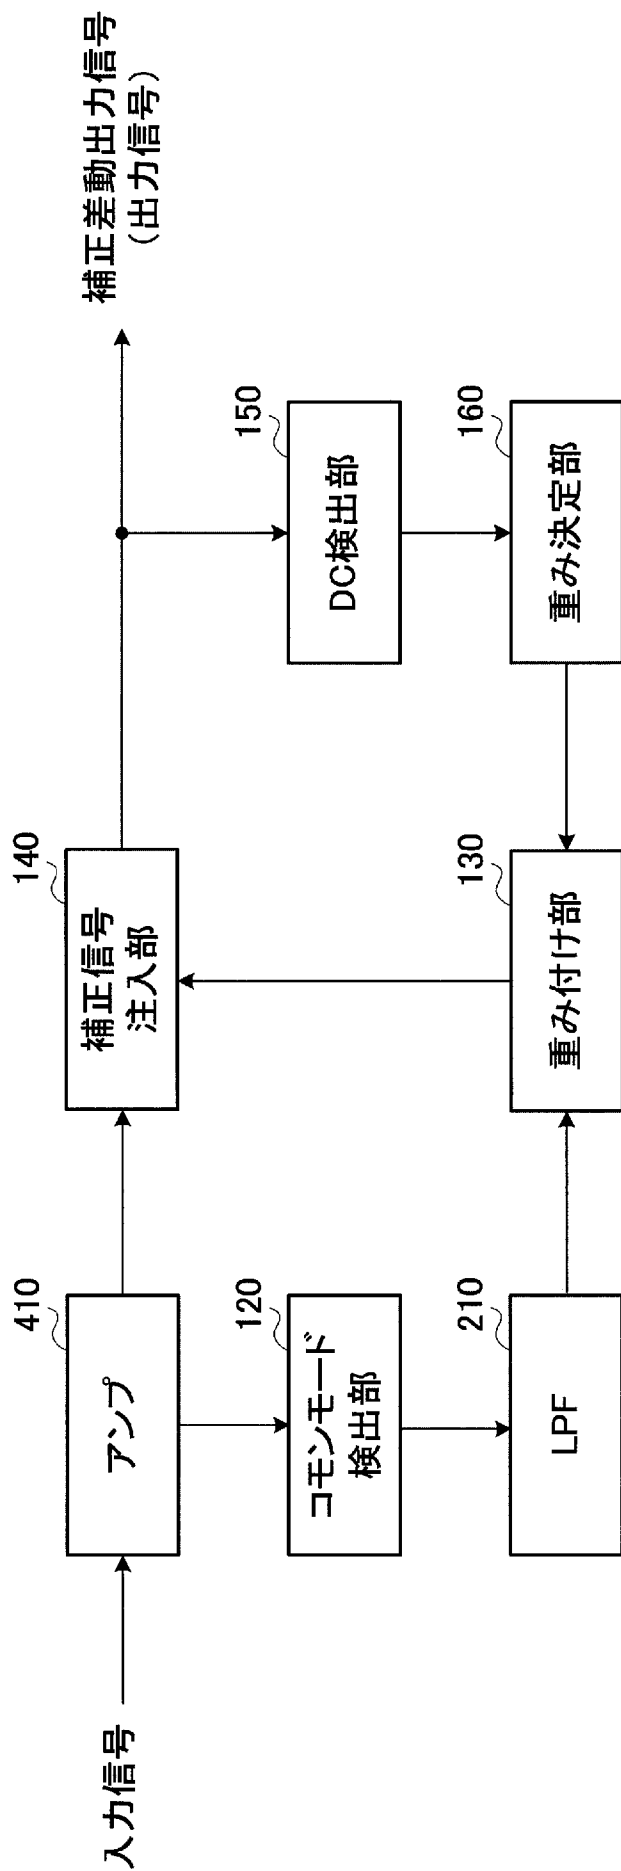 入力信号
410
アンプ
140
補正信号
注入部
補正差動出力信号
(出力信号)
120
コモンモード
検出部
150
DC検出部
210
LPF
130
重み付け部
160
重み決定部